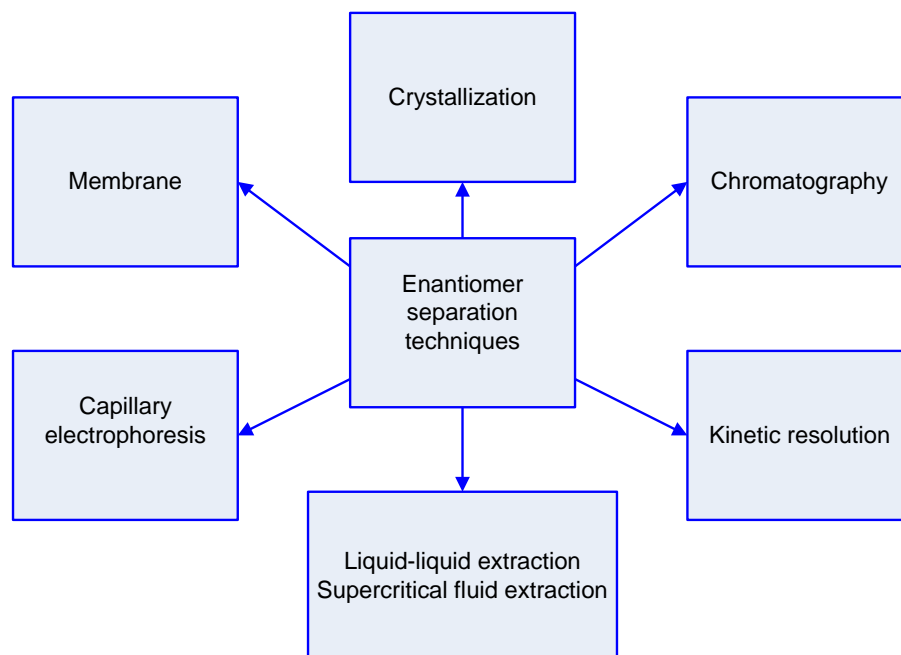 Crystallization
Membrane
Chromatography
Enantiomer
separation
techniques
Capillary
electrophoresis
Kinetic resolution
Liquid-liquid extraction
Supercritical fluid extraction